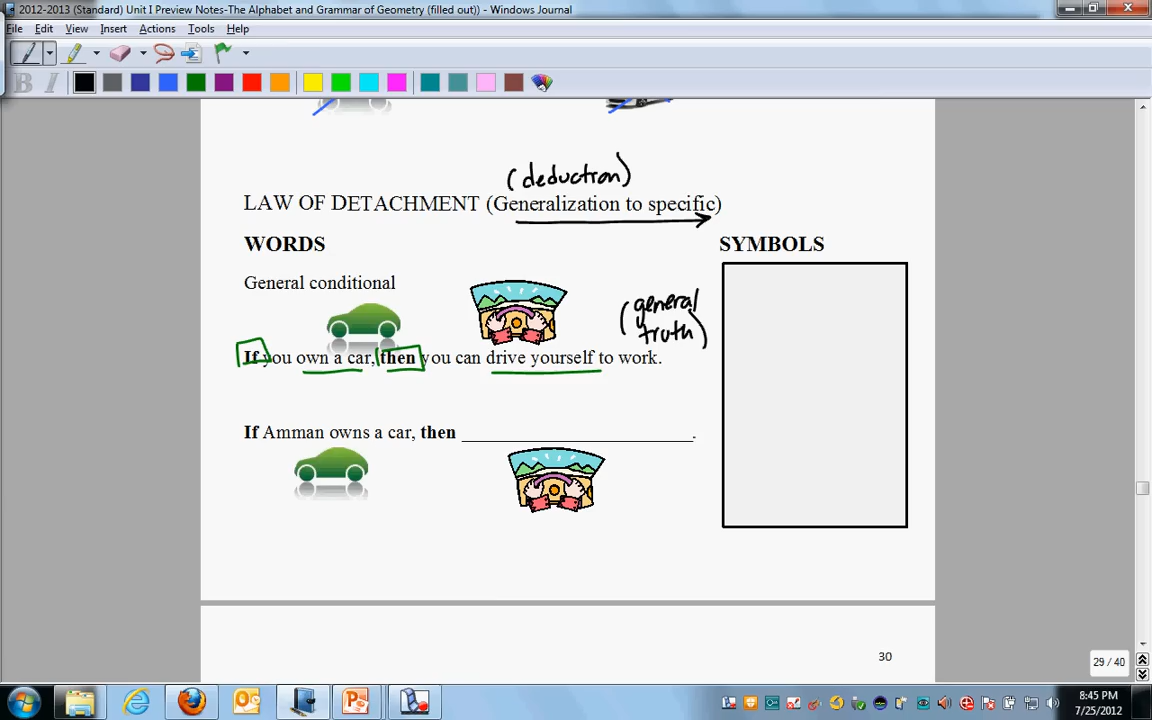 2012-2013 (Standard) Unit I Preview Notes-The Alphabet and Grammar of Geometry (filled out)) - Windows Journal
File Edit View Insert Actions Tools Help
B I
(deduction)
LAW OF DETACHMENT (Generalization to specific)
WORDS
SYMBOLS
General conditional
(general
truth)
If you own a car, then you can drive yourself to work.
If Amman owns a car, then ______________________.
30
29 / 40
8:45 PM
7/25/2012